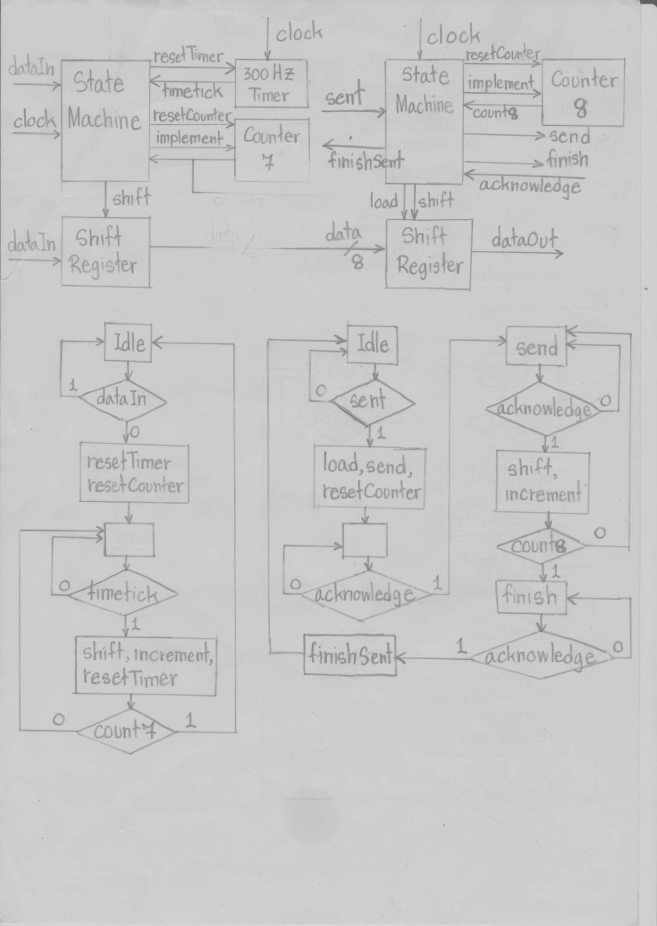 clock
dataIn
State
Machine
resetTimer
timetick
300 Hz
Timer
clock
resetCounter
implement
Counter
7
shift
dataIn
Shift
Register
data
8
clock
sent
finishSent
State
Machine
resetCounter
implement
count8
Counter
8
send
finish
acknowledge
load
shift
Shift
Register
dataOut
Idle
1
dataIn
0
resetTimer
resetCounter
0
timetick
1
shift, increment,
resetTimer
0
count7
1
Idle
0
sent
1
load, send,
resetCounter
0
acknowledge
1
finishSent
send
acknowledge
0
1
shift,
increment
count8
0
1
finish
1
acknowledge
0